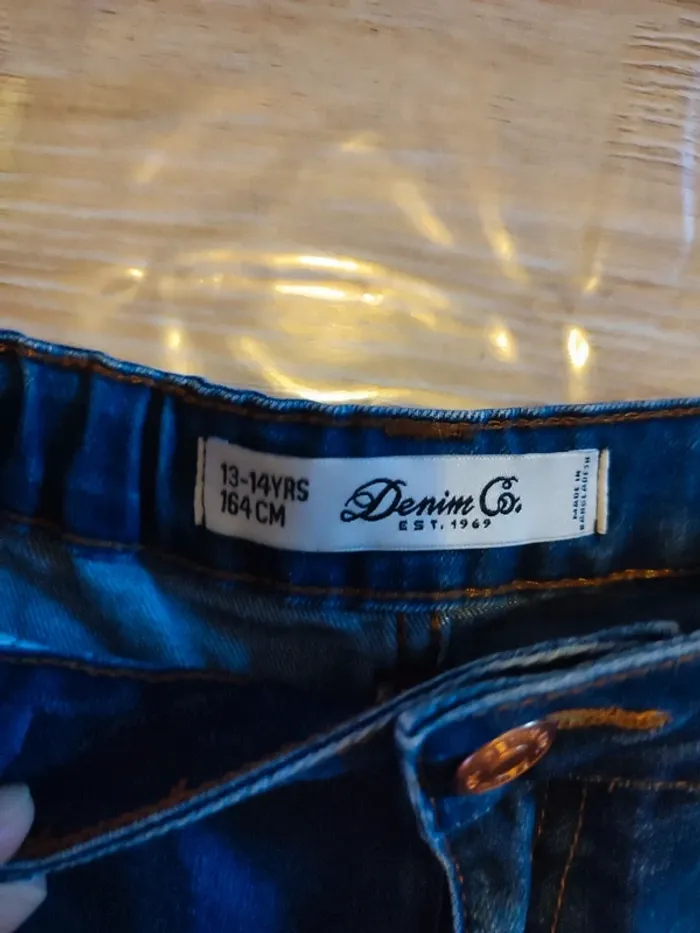 13-14YRS
164 CM
Denim Co.
EST. 1969
MADE IN
BANGLADESH